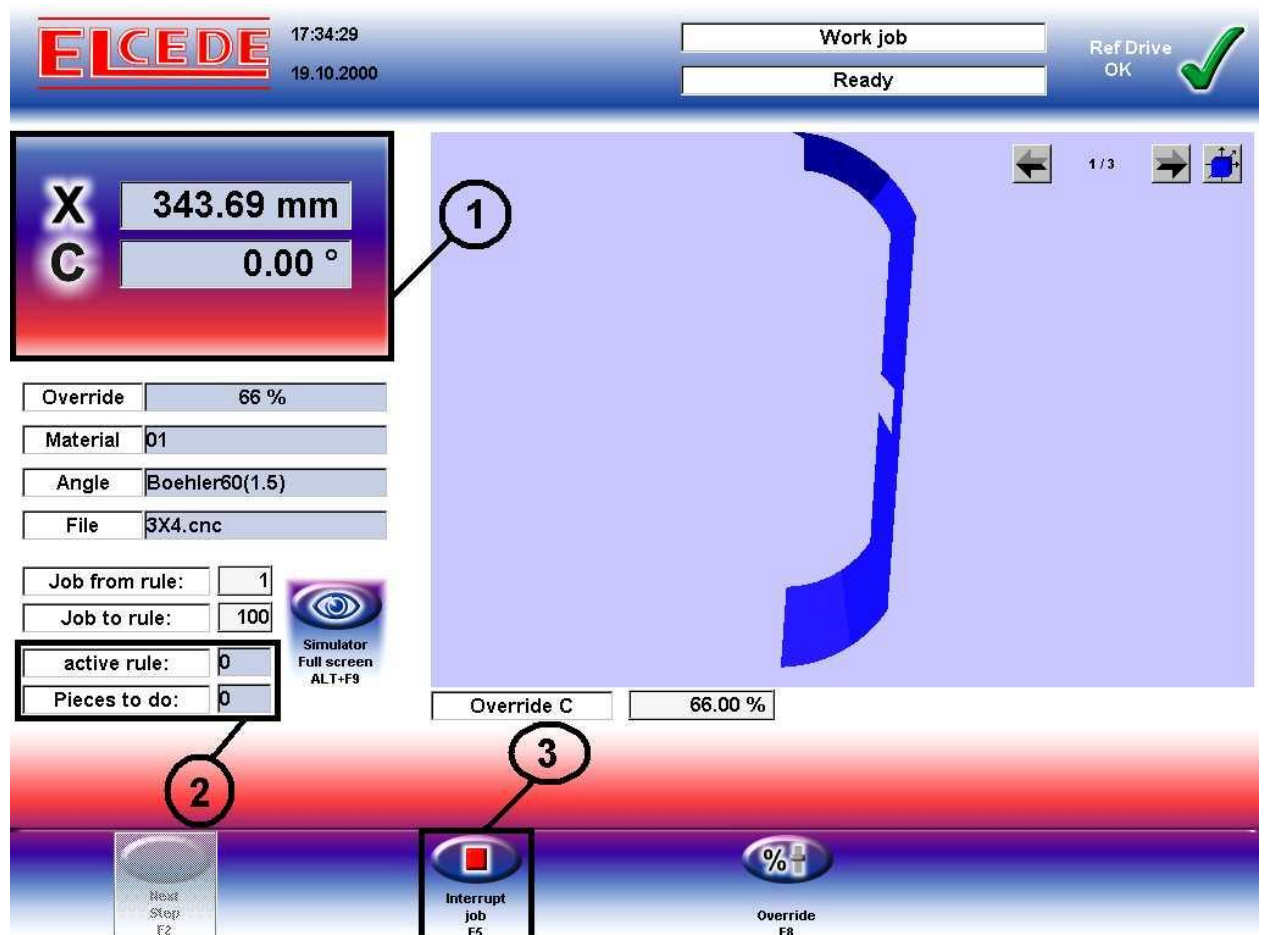 ELCEDE
17:34:29
19.10.2000
Work job
Ready
Ref Drive
OK
X 343.69 mm
C 0.00 °
1
1 / 3
Override 66 %
Material 01
Angle Boehler60(1.5)
File 3X4.cnc
Job from rule: 1
Job to rule: 100
active rule: 0
Pieces to do: 0
Simulator
Full screen
ALT+F9
Override C 66.00 %
2
3
Next
Step
F2
Interrupt
job
F5
%
Override
F8